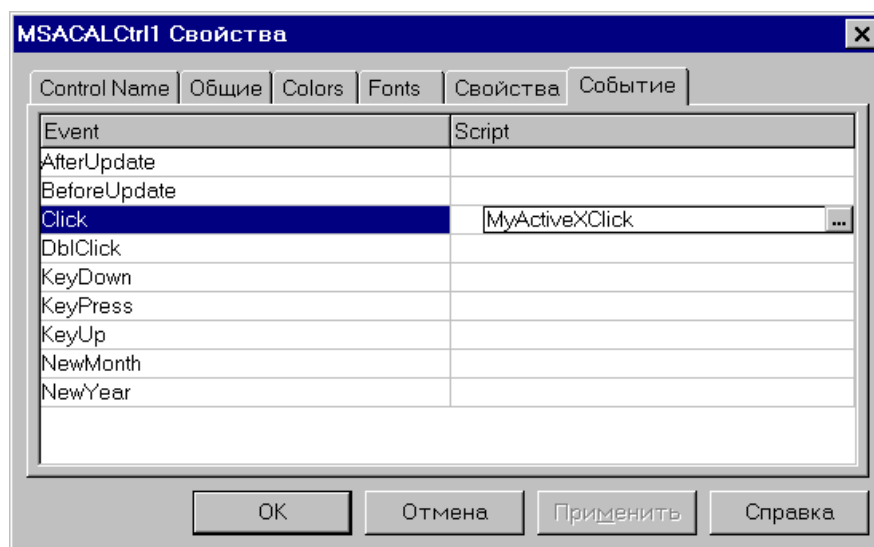 MSACALCtrl1 Свойства
Control Name Общие Colors Fonts Свойства Событие
Event Script
AfterUpdate
BeforeUpdate
Click MyActiveXClick ...
DblClick
KeyDown
KeyPress
KeyUp
NewMonth
NewYear
OK Отмена Применить Справка